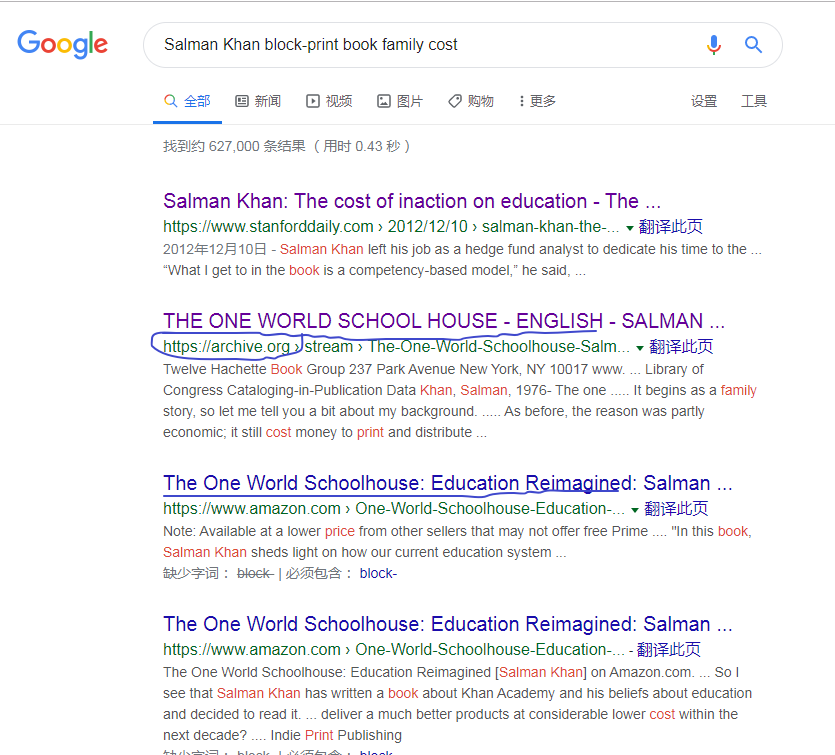 Google
Salman Khan block-print book family cost
全部 新闻 视频 图片 购物 更多 设置 工具
找到约 627,000 条结果 （用时 0.43 秒）
Salman Khan: The cost of inaction on education - The ...
https://www.stanforddaily.com › 2012/12/10 › salman-khan-the-... 翻译此页
2012年12月10日 - Salman Khan left his job as a hedge fund analyst to dedicate his time to the ...
“What I get to in the book is a competency-based model,” he said, ...
THE ONE WORLD SCHOOL HOUSE - ENGLISH - SALMAN ...
https://archive.org › stream › The-One-World-Schoolhouse-Salm... 翻译此页
Twelve Hachette Book Group 237 Park Avenue New York, NY 10017 www. ... Library of
Congress Cataloging-in-Publication Data Khan, Salman, 1976- The one ..... It begins as a family
story, so let me tell you a bit about my background. ..... As before, the reason was partly
economic; it still cost money to print and distribute ...
The One World Schoolhouse: Education Reimagined: Salman ...
https://www.amazon.com › One-World-Schoolhouse-Education-... 翻译此页
Note: Available at a lower price from other sellers that may not offer free Prime .... "In this book,
Salman Khan sheds light on how our current education system ...
缺少字词： block- | 必须包含： block-
The One World Schoolhouse: Education Reimagined: Salman ...
https://www.amazon.com › One-World-Schoolhouse-Education-... - 翻译此页
The One World Schoolhouse: Education Reimagined [Salman Khan] on Amazon.com. ... So I
see that Salman Khan has written a book about Khan Academy and his beliefs about education
and decided to read it. ... deliver a much better products at considerable lower cost within the
next decade? .... Indie Print Publishing
缺少字词： block- | 必须包含： block-